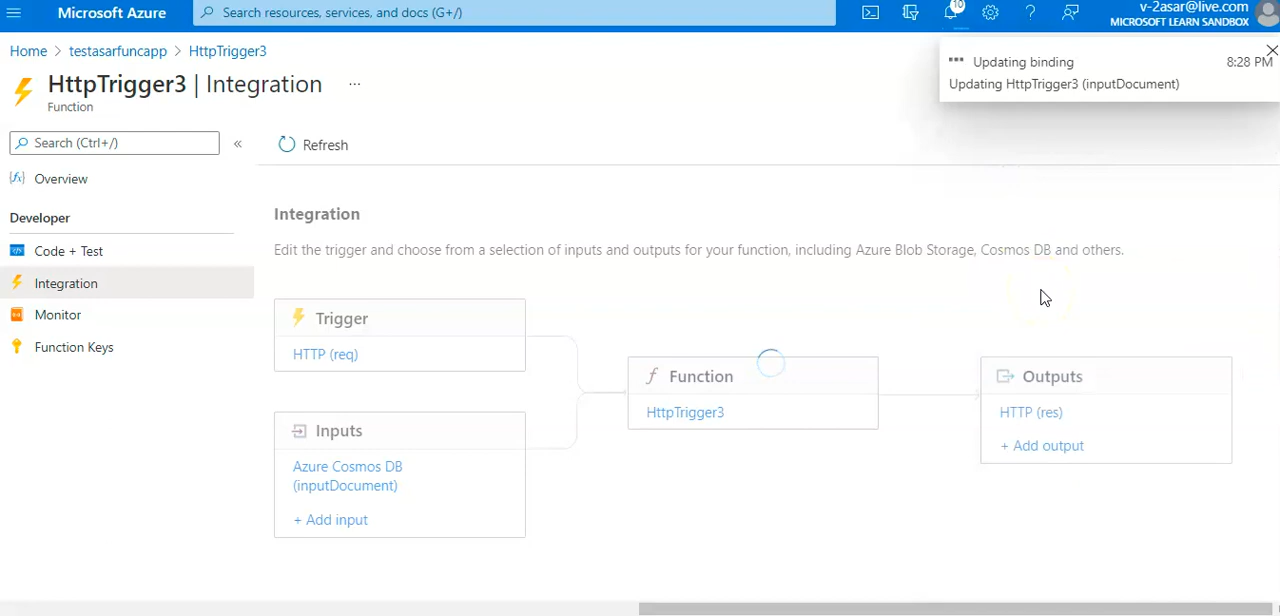 Microsoft Azure
Search resources, services, and docs (G+/)
10
v-2asar@live.com
MICROSOFT LEARN SANDBOX
Home > testasarfuncapp > HttpTrigger3
Updating binding
8:28 PM
Updating HttpTrigger3 (inputDocument)
HttpTrigger3 | Integration ...
Function
Search (Ctrl+/)
«
Refresh
Overview
Developer
Code + Test
Integration
Monitor
Function Keys
Integration
Edit the trigger and choose from a selection of inputs and outputs for your function, including Azure Blob Storage, Cosmos DB and others.
Trigger
HTTP (req)
Inputs
Azure Cosmos DB
(inputDocument)
+ Add input
Function
HttpTrigger3
Outputs
HTTP (res)
+ Add output